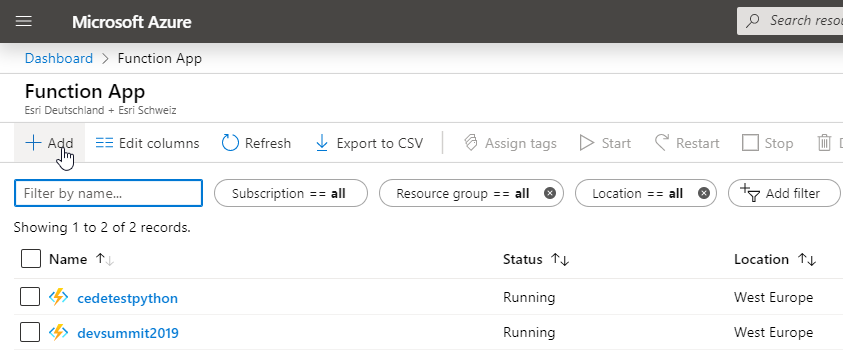 Microsoft Azure Search resou
Dashboard > Function App
Function App
Esri Deutschland + Esri Schweiz
Add Edit columns Refresh Export to CSV Assign tags Start Restart Stop
Filter by name... Subscription == all Resource group == all Location == all Add filter
Showing 1 to 2 of 2 records.
Name Status Location
cedetestpython Running West Europe
devsummit2019 Running West Europe